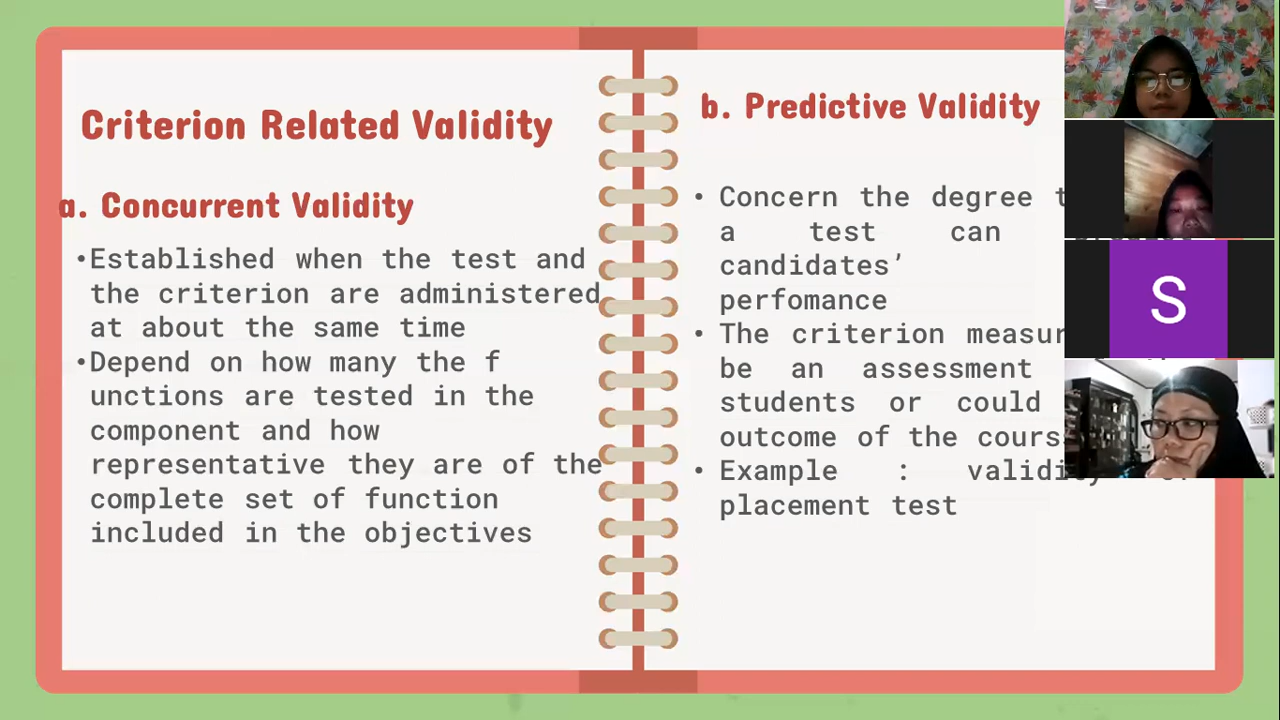 Criterion Related Validity
a. Concurrent Validity
•Established when the test and
the criterion are administered
at about the same time
•Depend on how many the f
unctions are tested in the
component and how
representative they are of the
complete set of function
included in the objectives
b. Predictive Validity
• Concern the degree
a test can
candidates’
perfomance
• The criterion
be an assessment
students or could
outcome of the
• Example : validity
placement test
S